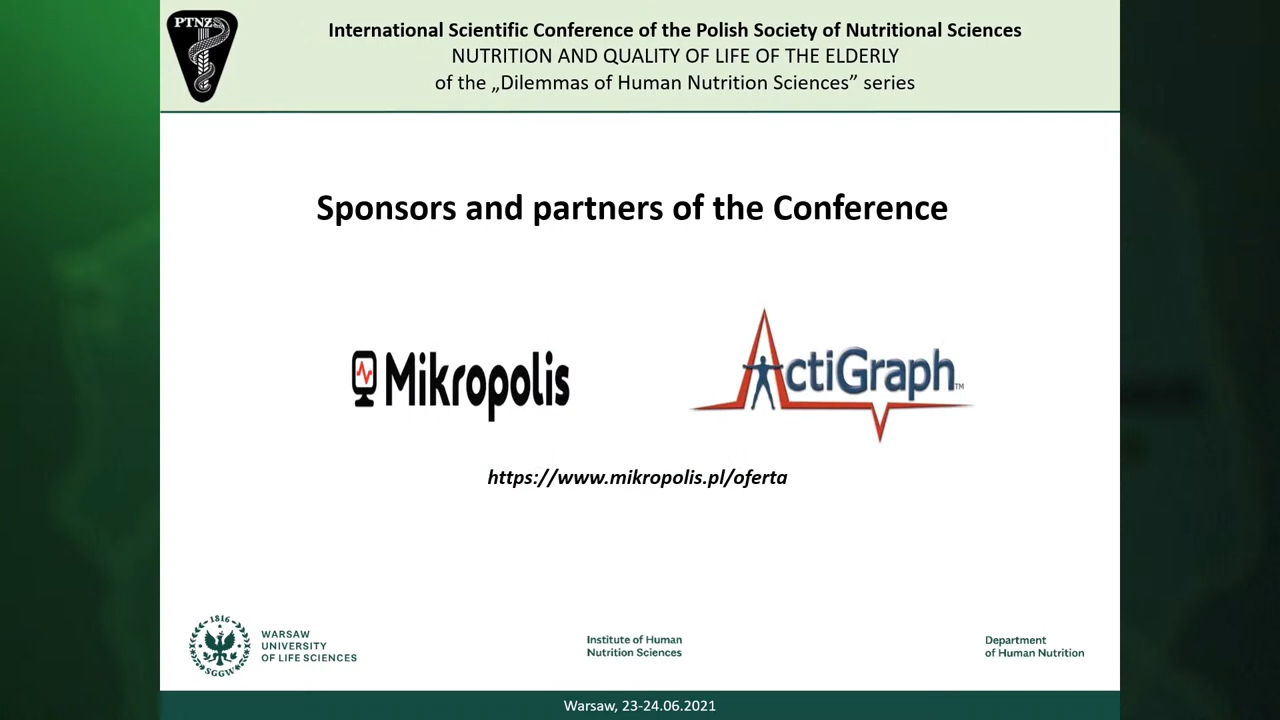 PTNZ
International Scientific Conference of the Polish Society of Nutritional Sciences
NUTRITION AND QUALITY OF LIFE OF THE ELDERLY
of the „Dilemmas of Human Nutrition Sciences” series
Sponsors and partners of the Conference
Mikropolis
ActiGraph™
https://www.mikropolis.pl/oferta
1816
SGGW
WARSAW
UNIVERSITY
OF LIFE SCIENCES
Institute of Human
Nutrition Sciences
Department
of Human Nutrition
Warsaw, 23-24.06.2021